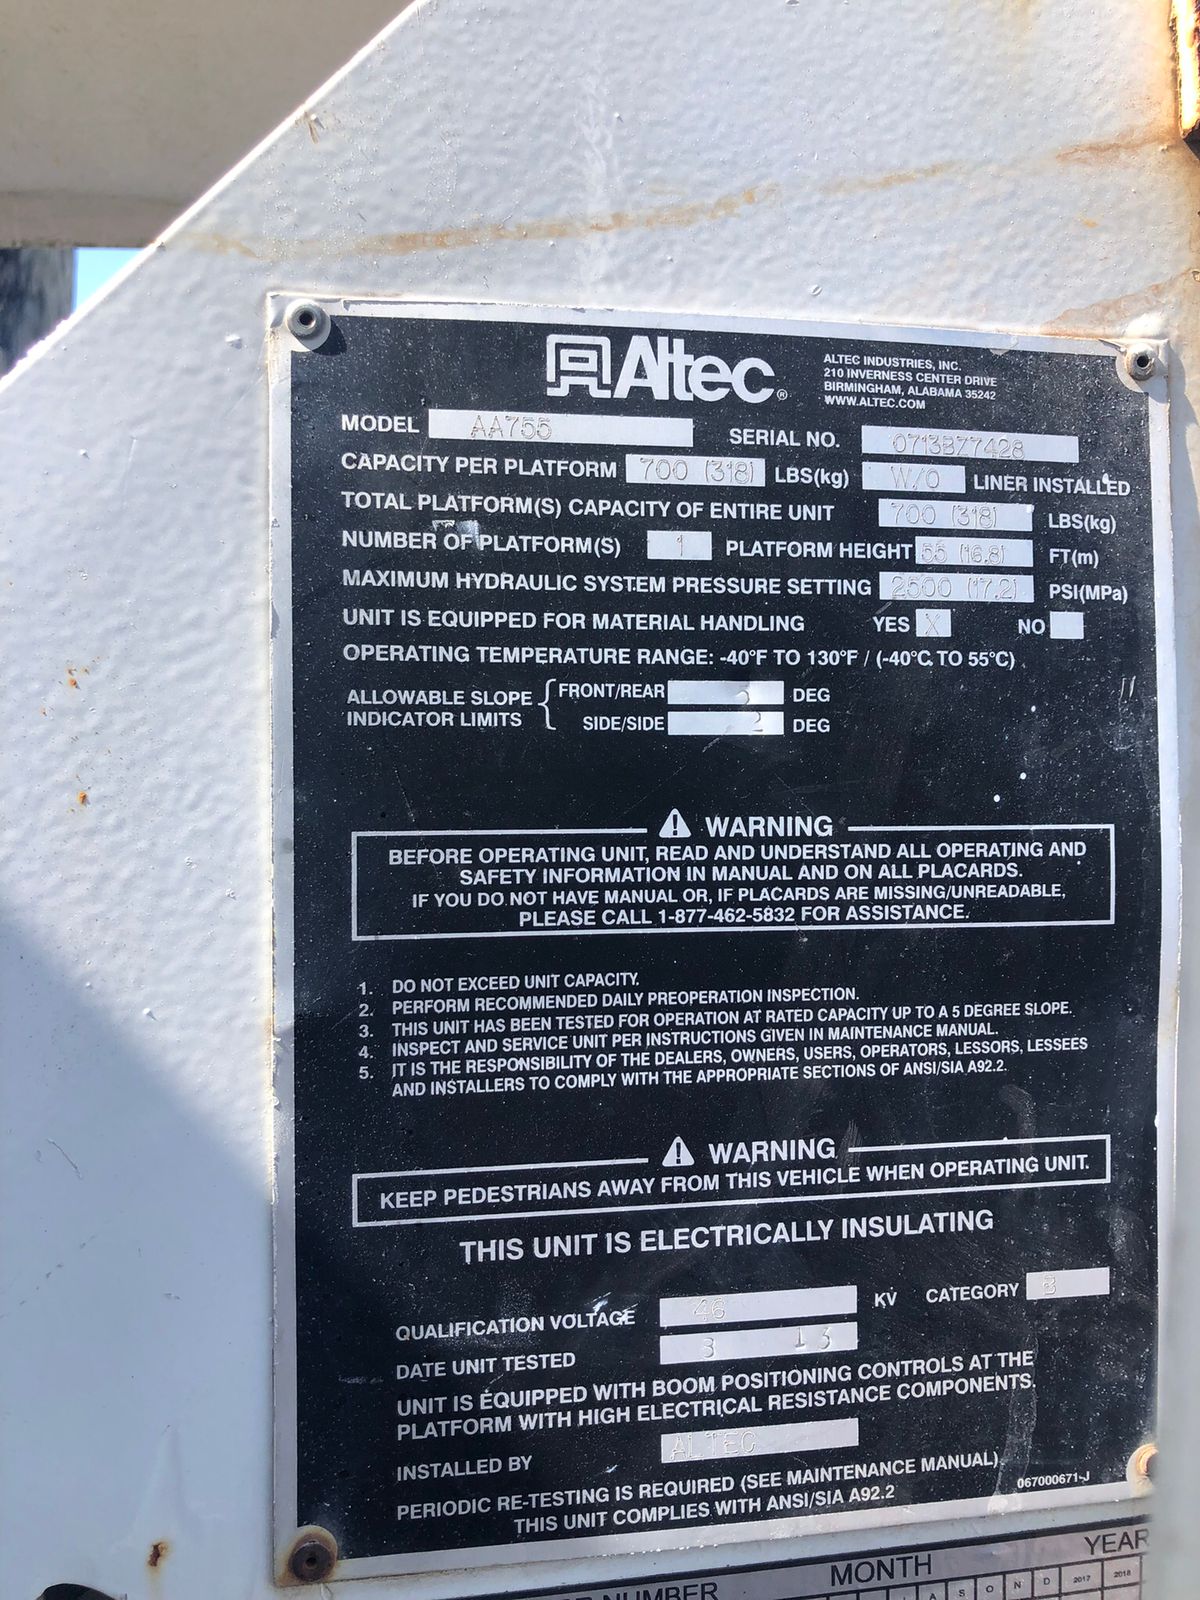 Altec®
ALTEC INDUSTRIES, INC.
210 INVERNESS CENTER DRIVE
BIRMINGHAM, ALABAMA 35242
WWW.ALTEC.COM
MODEL AA755 SERIAL NO. 0713BZ7428
CAPACITY PER PLATFORM 700 (318) LBS(kg) W/O LINER INSTALLED
TOTAL PLATFORM(S) CAPACITY OF ENTIRE UNIT 700 (318) LBS(kg)
NUMBER OF PLATFORM(S) 1 PLATFORM HEIGHT 55 (16.8) FT(m)
MAXIMUM HYDRAULIC SYSTEM PRESSURE SETTING 2500 (17.2) PSI(MPa)
UNIT IS EQUIPPED FOR MATERIAL HANDLING YES X NO
OPERATING TEMPERATURE RANGE: -40°F TO 130°F / (-40°C TO 55°C)
ALLOWABLE SLOPE INDICATOR LIMITS
FRONT/REAR DEG
SIDE/SIDE 2 DEG
⚠ WARNING
BEFORE OPERATING UNIT, READ AND UNDERSTAND ALL OPERATING AND
SAFETY INFORMATION IN MANUAL AND ON ALL PLACARDS.
IF YOU DO NOT HAVE MANUAL OR, IF PLACARDS ARE MISSING/UNREADABLE,
PLEASE CALL 1-877-462-5832 FOR ASSISTANCE.
1. DO NOT EXCEED UNIT CAPACITY.
2. PERFORM RECOMMENDED DAILY PREOPERATION INSPECTION.
3. THIS UNIT HAS BEEN TESTED FOR OPERATION AT RATED CAPACITY UP TO A 5 DEGREE SLOPE.
4. INSPECT AND SERVICE UNIT PER INSTRUCTIONS GIVEN IN MAINTENANCE MANUAL.
5. IT IS THE RESPONSIBILITY OF THE DEALERS, OWNERS, USERS, OPERATORS, LESSORS, LESSEES
AND INSTALLERS TO COMPLY WITH THE APPROPRIATE SECTIONS OF ANSI/SIA A92.2.
⚠ WARNING
KEEP PEDESTRIANS AWAY FROM THIS VEHICLE WHEN OPERATING UNIT.
THIS UNIT IS ELECTRICALLY INSULATING
QUALIFICATION VOLTAGE 46 KV CATEGORY B
DATE UNIT TESTED 3 13
UNIT IS EQUIPPED WITH BOOM POSITIONING CONTROLS AT THE
PLATFORM WITH HIGH ELECTRICAL RESISTANCE COMPONENTS.
INSTALLED BY ALTEC
PERIODIC RE-TESTING IS REQUIRED (SEE MAINTENANCE MANUAL)
THIS UNIT COMPLIES WITH ANSI/SIA A92.2
067000671-J
NUMBER MONTH YEAR
A S O N D 2017 2018